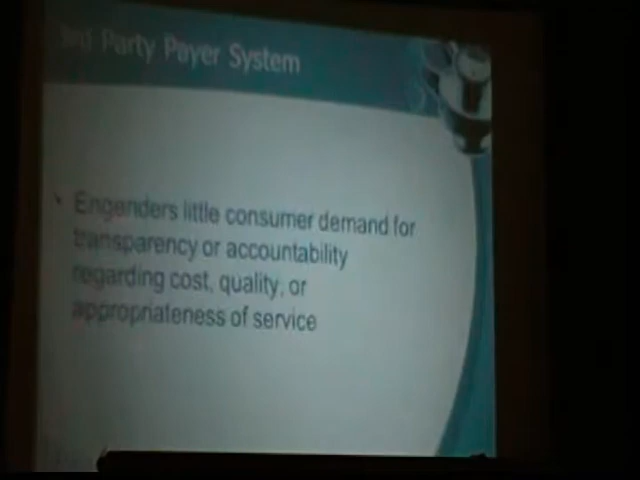 3rd Party Payer System
Engenders little consumer demand for
transparency or accountability
regarding cost, quality, or
appropriateness of service